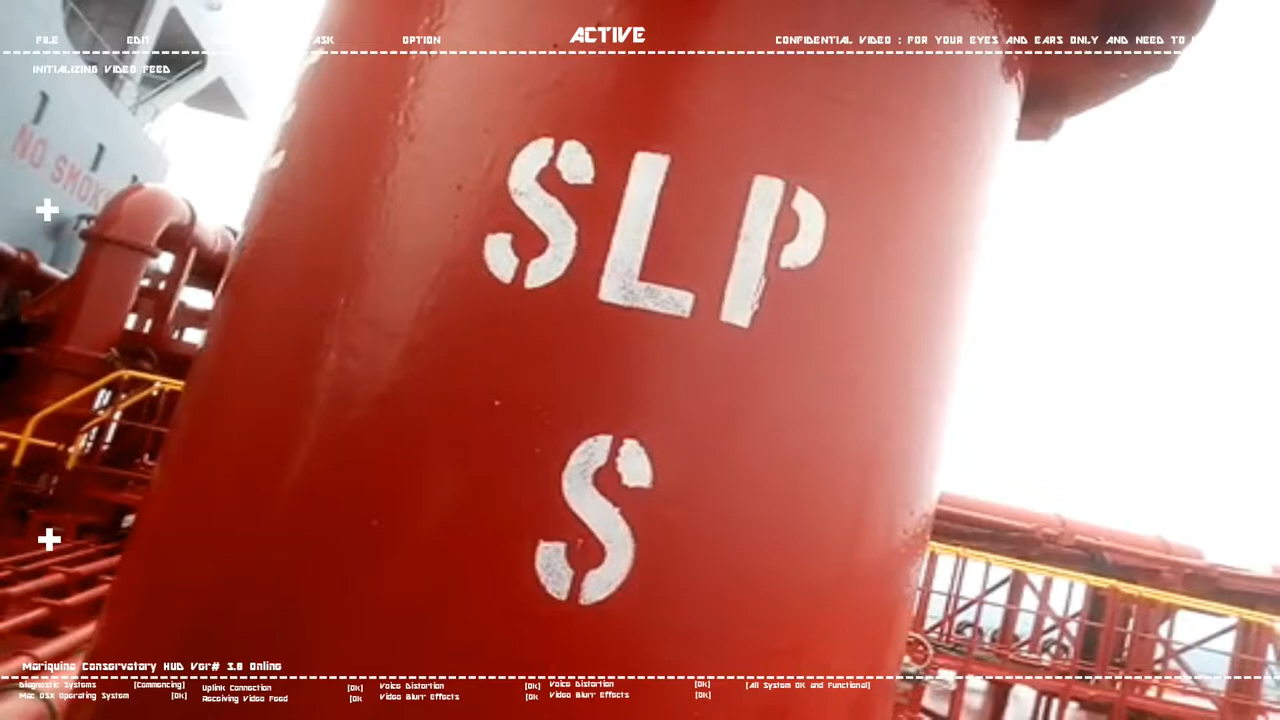 FILE EDIT ASK OPTION ACTIVE CONFIDENTIAL VIDEO : FOR YOUR EYES AND EARS ONLY AND NEED TO
INITIALIZING VIDEO FEED
NO SMOK
SLP
S
Mariquina Conservatory HUD Ver# 3.0 Online
Diagnostic Systems [Commencing] Uplink Connection [Ok] Voice Distortion [Ok] Voice Distortion [Ok] [All System OK and Functional]
Mac OSX Operating System [Ok] Receiving Video Feed [Ok Video Blurr Effects [Ok Video Blurr Effects [Ok]